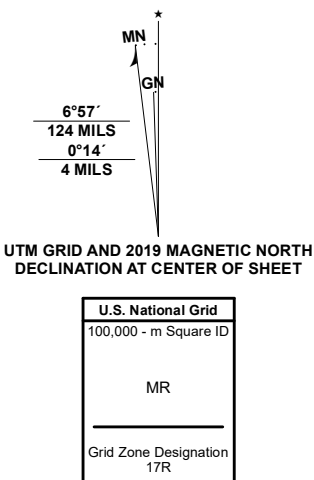 ★
MN
GN
6°57´
124 MILS
0°14´
4 MILS
UTM GRID AND 2019 MAGNETIC NORTH
DECLINATION AT CENTER OF SHEET
U.S. National Grid
100,000 - m Square ID
MR
Grid Zone Designation
17R